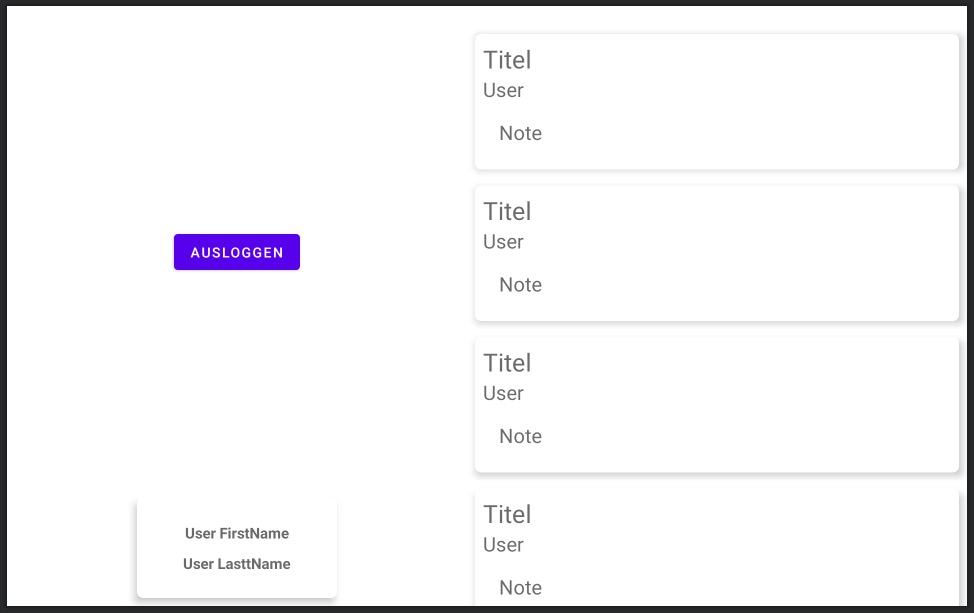 AUSLOGGEN
User FirstName
User LasttName
Titel
User
Note
Titel
User
Note
Titel
User
Note
Titel
User
Note